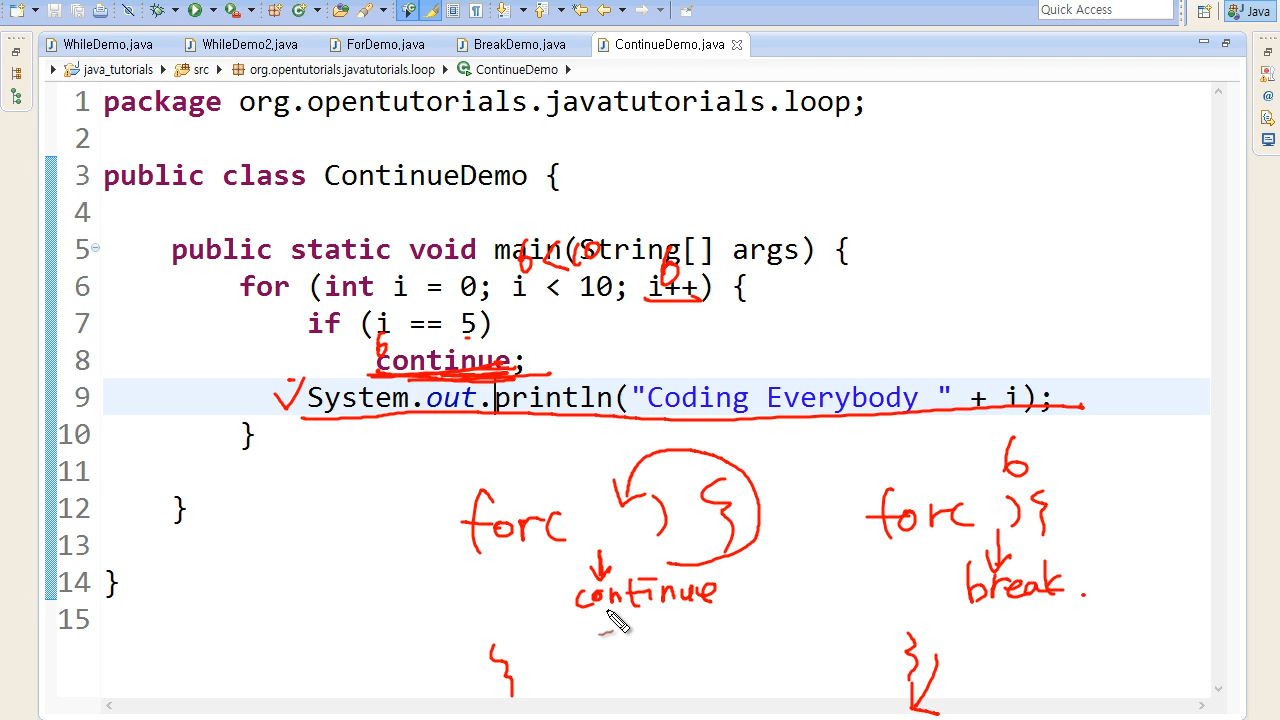 Quick Access
Java
WhileDemo.java
WhileDemo2.java
ForDemo.java
BreakDemo.java
ContinueDemo.java
java_tutorials
src
org.opentutorials.javatutorials.loop
ContinueDemo
1 package org.opentutorials.javatutorials.loop;
2
3 public class ContinueDemo {
4
6 < 10
5 public static void main(String[] args) {
6
6 for (int i = 0; i < 10; i++) {
7 if (i == 5)
6
8 continue;
9 System.out.println("Coding Everybody " + i);
10 }
11
6
12 }
for( ) {
for( ) {
13
14 }
continue
break.
15
}
}